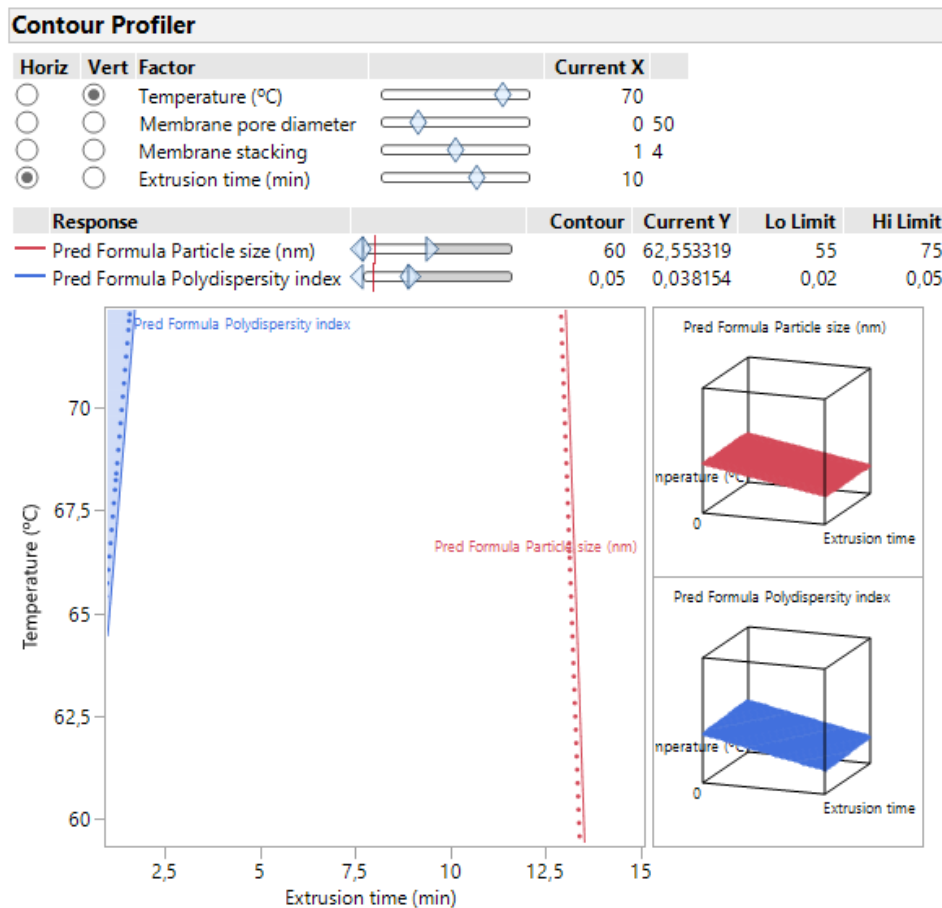 Contour Profiler
Horiz Vert Factor Current X
Temperature (ºC) 70
Membrane pore diameter 0 50
Membrane stacking 1 4
Extrusion time (min) 10
Response Contour Current Y Lo Limit Hi Limit
Pred Formula Particle size (nm) 60 62,553319 55 75
Pred Formula Polydispersity index 0,05 0,038154 0,02 0,05
Pred Formula Polydispersity index
70
67,5
65
62,5
60
Temperature (ºC)
Pred Formula Particle size (nm)
2,5 5 7,5 10 12,5 15
Extrusion time (min)
Pred Formula Particle size (nm)
mperature (ºC
0
Extrusion time
Pred Formula Polydispersity index
mperature (ºC
0
Extrusion time